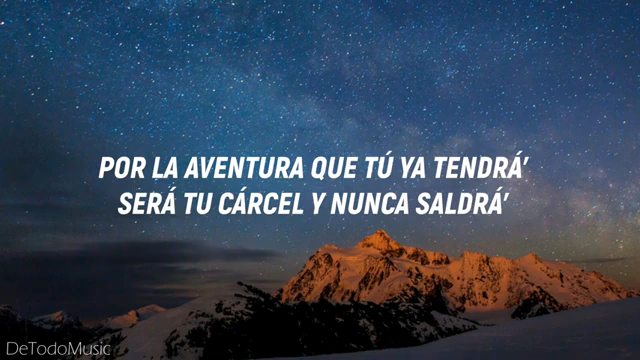 POR LA AVENTURA QUE TÚ YA TENDRÁ'
SERÁ TU CÁRCEL Y NUNCA SALDRÁ'
DeTodoMusic